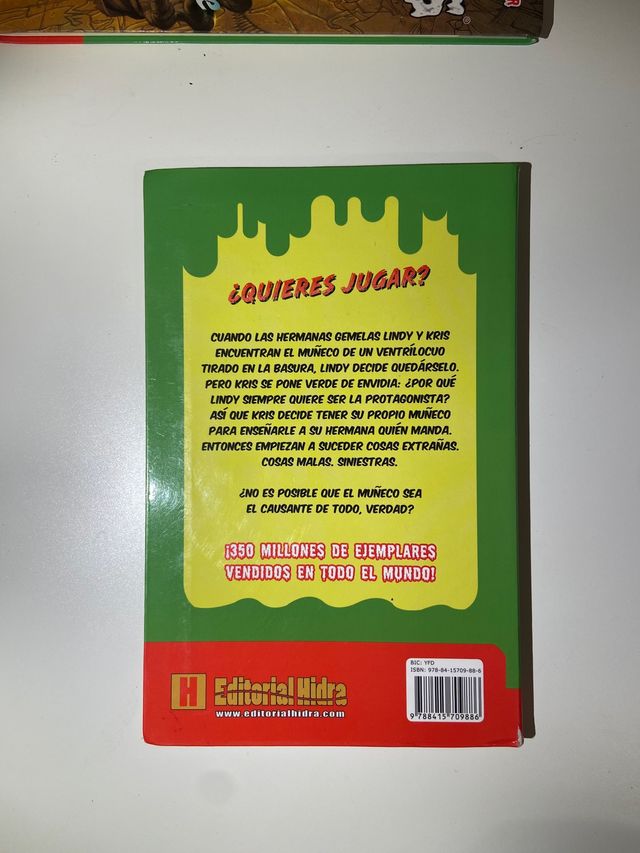 ®
¿QUIERES JUGAR?
CUANDO LAS HERMANAS GEMELAS LINDY Y KRIS
ENCUENTRAN EL MUÑECO DE UN VENTRÍLOCUO
TIRADO EN LA BASURA, LINDY DECIDE QUEDÁRSELO.
PERO KRIS SE PONE VERDE DE ENVIDIA: ¿POR QUÉ
LINDY SIEMPRE QUIERE SER LA PROTAGONISTA?
ASÍ QUE KRIS DECIDE TENER SU PROPIO MUÑECO
PARA ENSEÑARLE A SU HERMANA QUIÉN MANDA.
ENTONCES EMPIEZAN A SUCEDER COSAS EXTRAÑAS.
COSAS MALAS. SINIESTRAS.
¿NO ES POSIBLE QUE EL MUÑECO SEA
EL CAUSANTE DE TODO, VERDAD?
¡350 MILLONES DE EJEMPLARES
VENDIDOS EN TODO EL MUNDO!
H Editorial Hidra
www.editorialhidra.com
BIC: YFD
ISBN: 978-84-15709-88-6
9 788415 709886